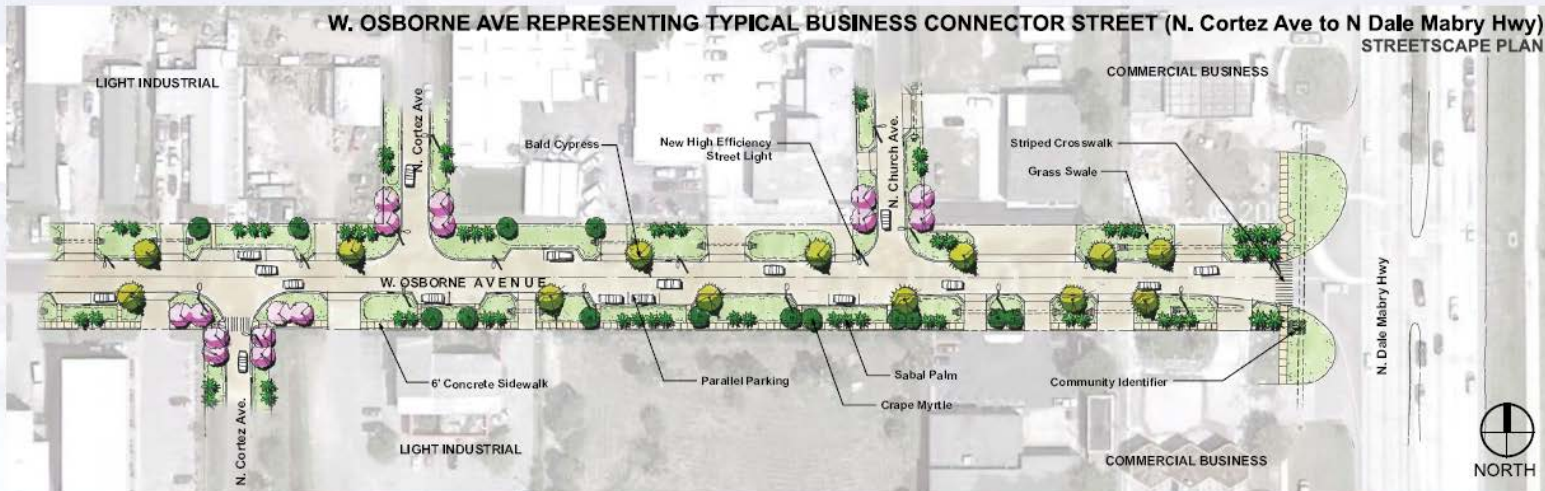 W. OSBORNE AVE REPRESENTING TYPICAL BUSINESS CONNECTOR STREET (N. Cortez Ave to N Dale Mabry Hwy)
STREETSCAPE PLAN
LIGHT INDUSTRIAL
COMMERCIAL BUSINESS
N. Cortez Ave
Bald Cypress
New High Efficiency
Street Light
N. Church Ave.
Striped Crosswalk
Grass Swale
W. OSBORNE AVENUE
N. Dale Mabry Hwy
6' Concrete Sidewalk
Parallel Parking
Sabal Palm
Community Identifier
Crape Myrtle
N. Cortez Ave.
LIGHT INDUSTRIAL
COMMERCIAL BUSINESS
NORTH